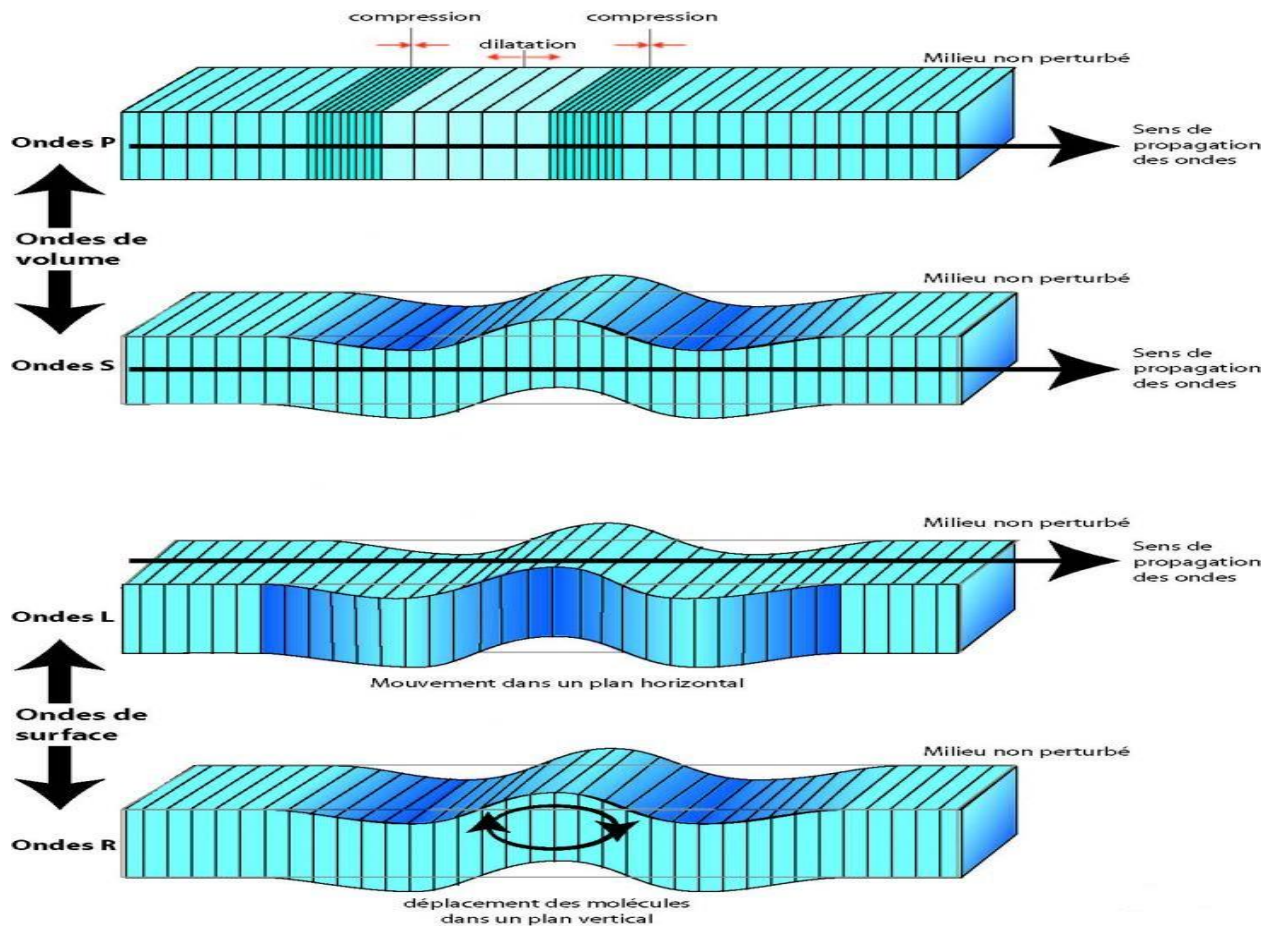 compression
compression
dilatation
Milieu non perturbé
Ondes P
Sens de
propagation
des ondes
Ondes de
volume
Milieu non perturbé
Ondes S
Sens de
propagation
des ondes
Milieu non perturbé
Sens de
propagation
des ondes
Ondes L
Mouvement dans un plan horizontal
Ondes de
surface
Milieu non perturbé
Ondes R
déplacement des molécules
dans un plan vertical